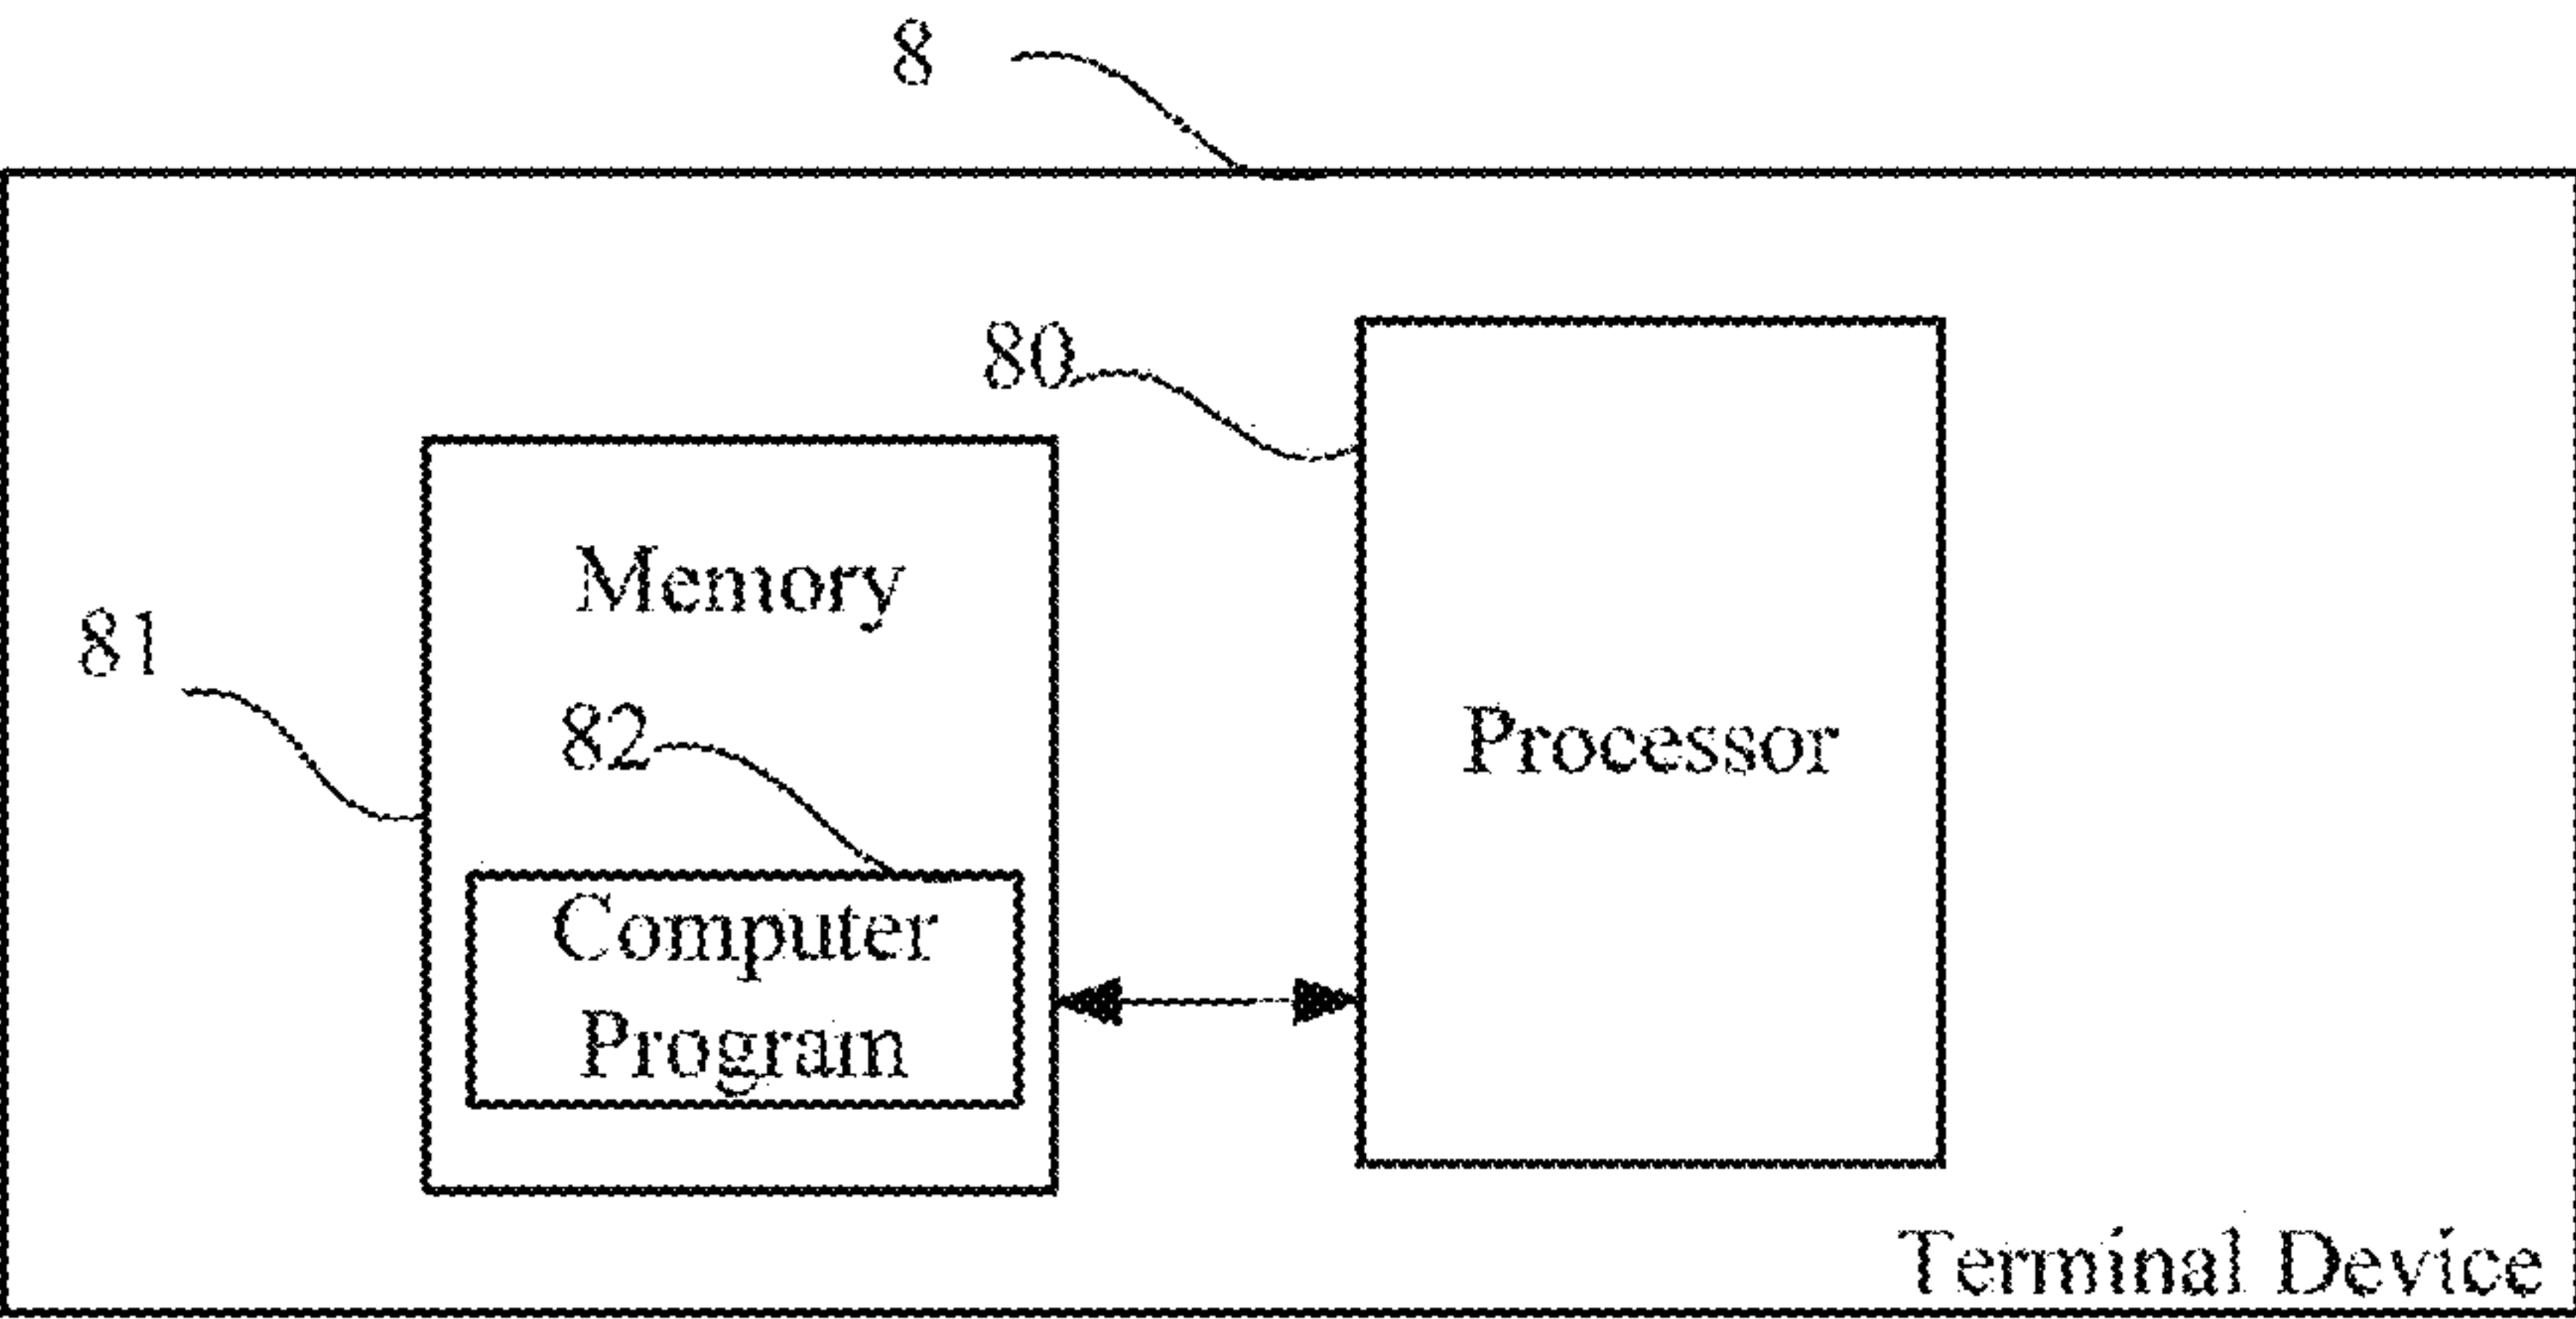 8
80
Memory
81
82
Processor
Computer
Program
Terminal Device